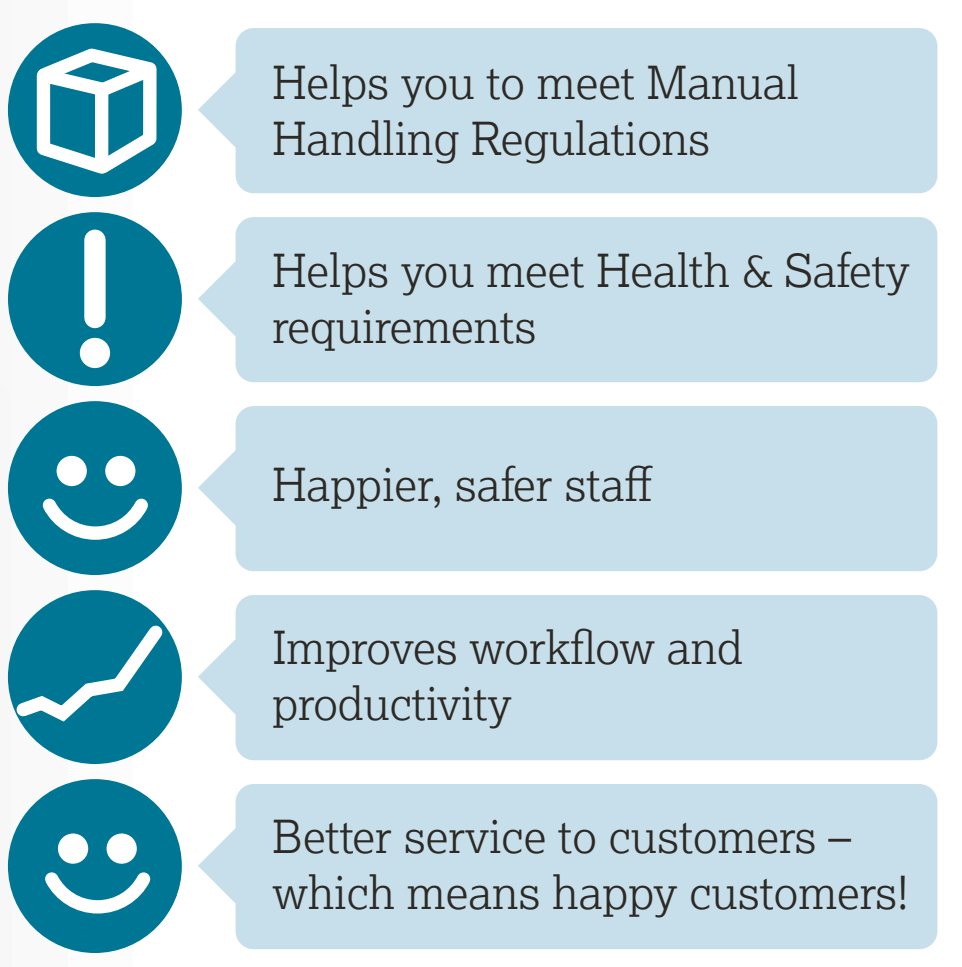 Helps you to meet Manual
Handling Regulations
Helps you meet Health & Safety
requirements
Happier, safer staff
Improves workflow and
productivity
Better service to customers –
which means happy customers!